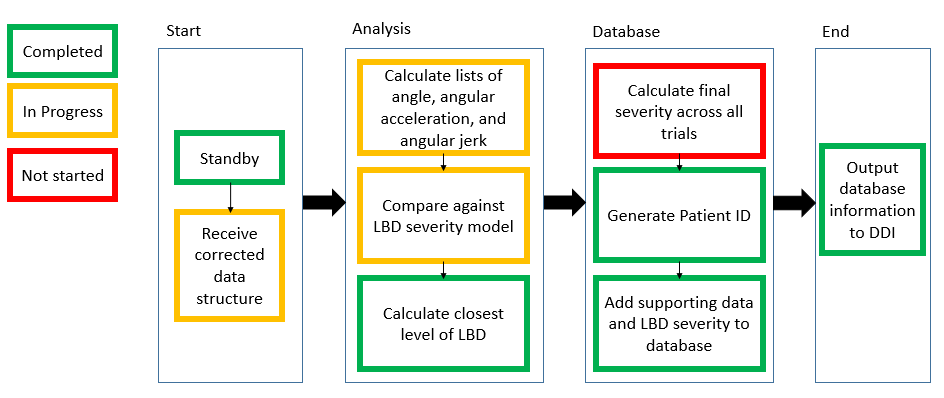 Completed
In Progress
Not started
Start
Standby
Receive
corrected
data
structure
Analysis
Calculate lists of
angle, angular
acceleration, and
angular jerk
Compare against
LBD severity model
Calculate closest
level of LBD
Database
Calculate final
severity across all
trials
Generate Patient ID
Add supporting data
and LBD severity to
database
End
Output
database
information
to DDI